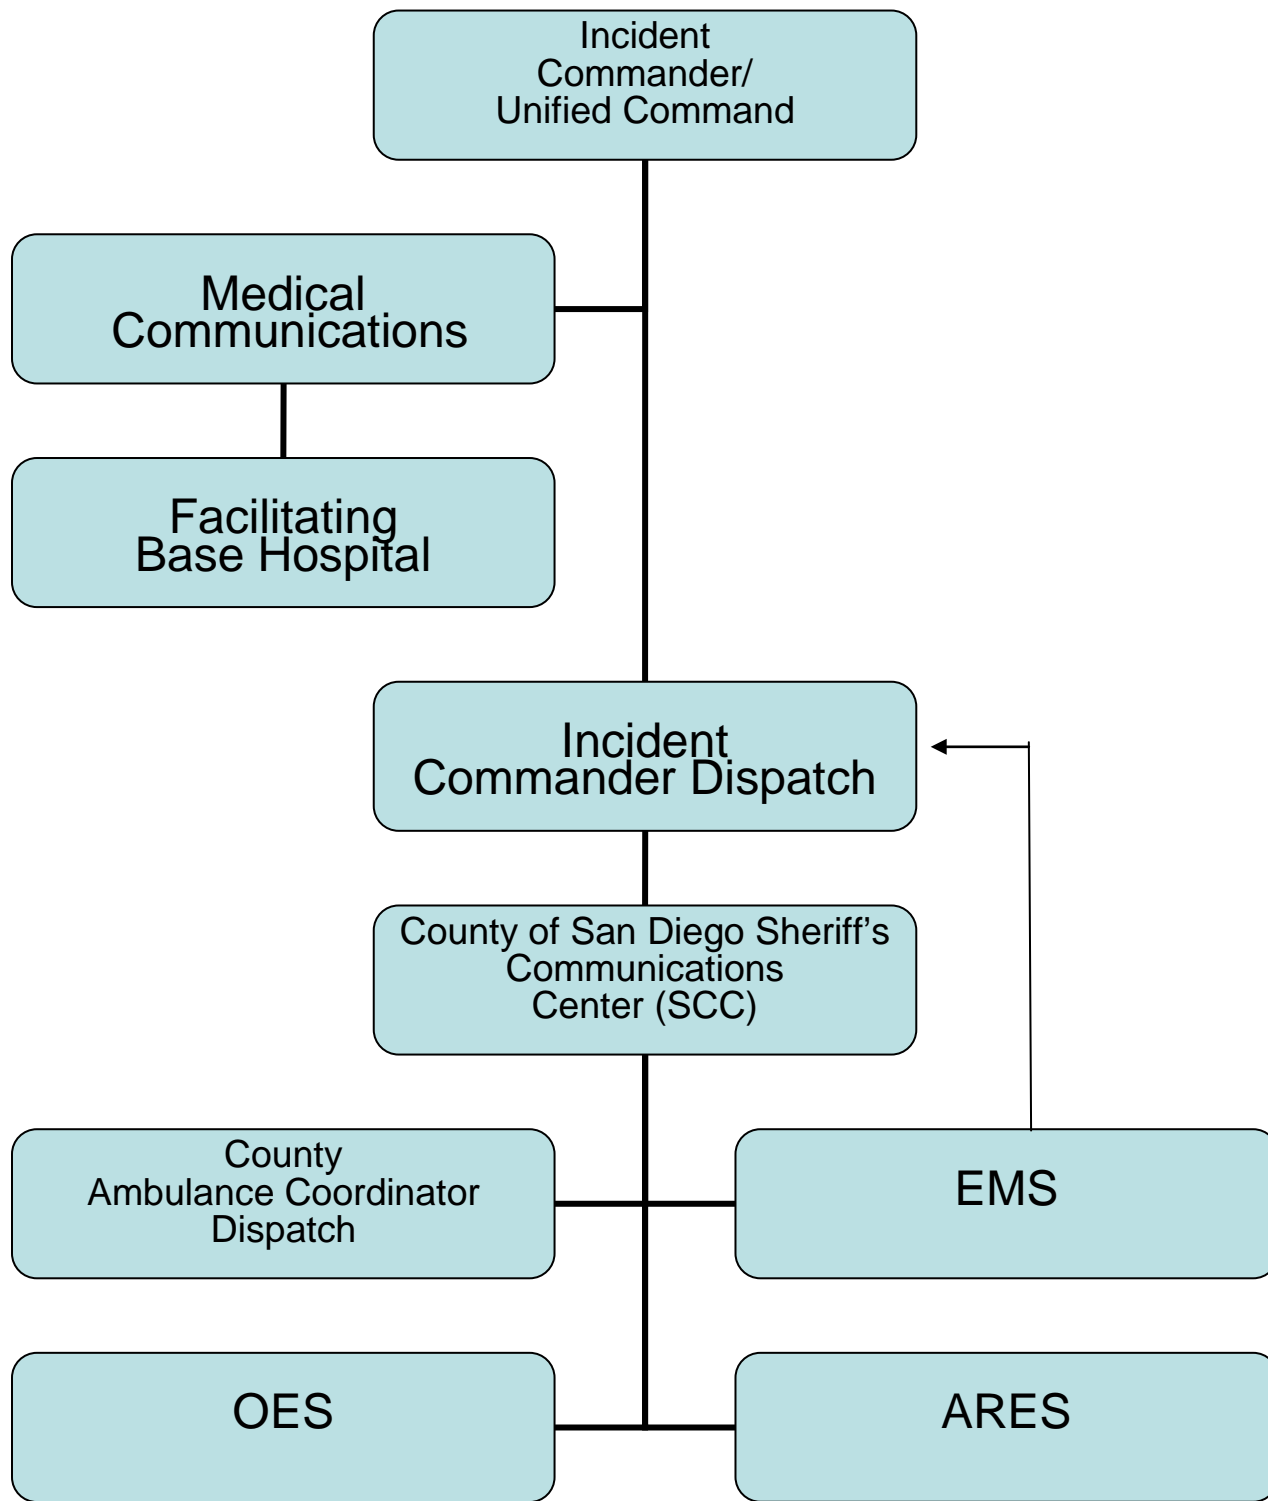 Incident
Commander/
Unified Command
Medical
Communications
Facilitating
Base Hospital
Incident
Commander Dispatch
County of San Diego Sheriff’s
Communications
Center (SCC)
County
Ambulance Coordinator
Dispatch
EMS
OES
ARES